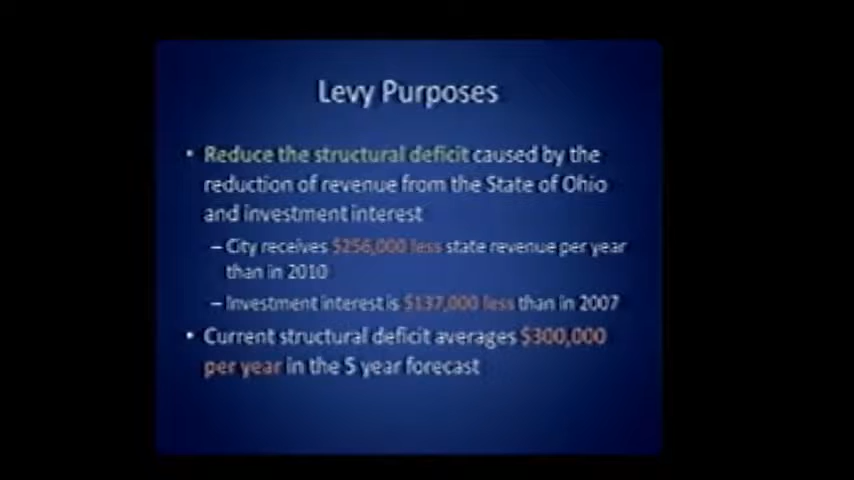 Levy Purposes
• Reduce the structural deficit caused by the
reduction of revenue from the State of Ohio
and investment interest
– City receives $256,000 less state revenue per year
than in 2010
– Investment interest is $137,000 less than in 2007
• Current structural deficit averages $300,000
per year in the 5 year forecast